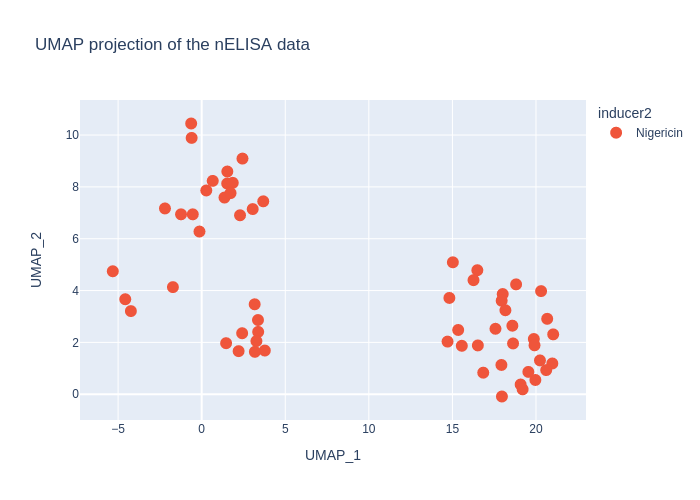 UMAP projection of the nELISA data
inducer2
Nigericin
10
8
6
4
2
0
UMAP_2
−5
0
5
10
15
20
UMAP_1